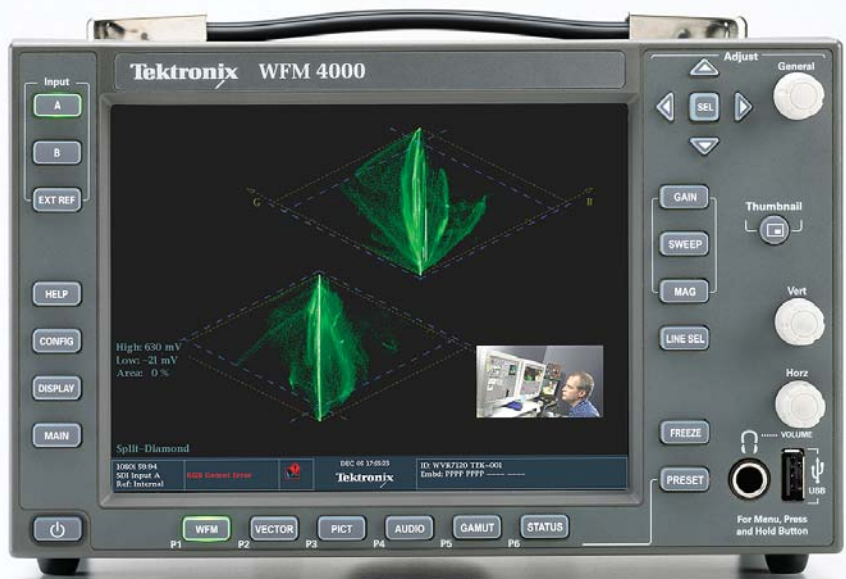 Tektronix WFM 4000
Input
A
B
EXT REF
HELP
CONFIG
DISPLAY
MAIN
G
B
High: 630 mV
Low: -21 mV
Area: 0 %
Split-Diamond
1080i 59.94
SDI Input A
Ref: Internal
RGB Gamut Error
Tektronix
ID: WVR7120 TEK-001
Embd: PPPP PPPP ---- ----
P1
WFM
P2
VECTOR
P3
PICT
P4
AUDIO
P5
GAMUT
P6
STATUS
Adjust
General
SEL
GAIN
SWEEP
MAG
LINE SEL
Thumbnail
Vert
Horz
VOLUME
FREEZE
PRESET
USB
For Menu, Press
and Hold Button